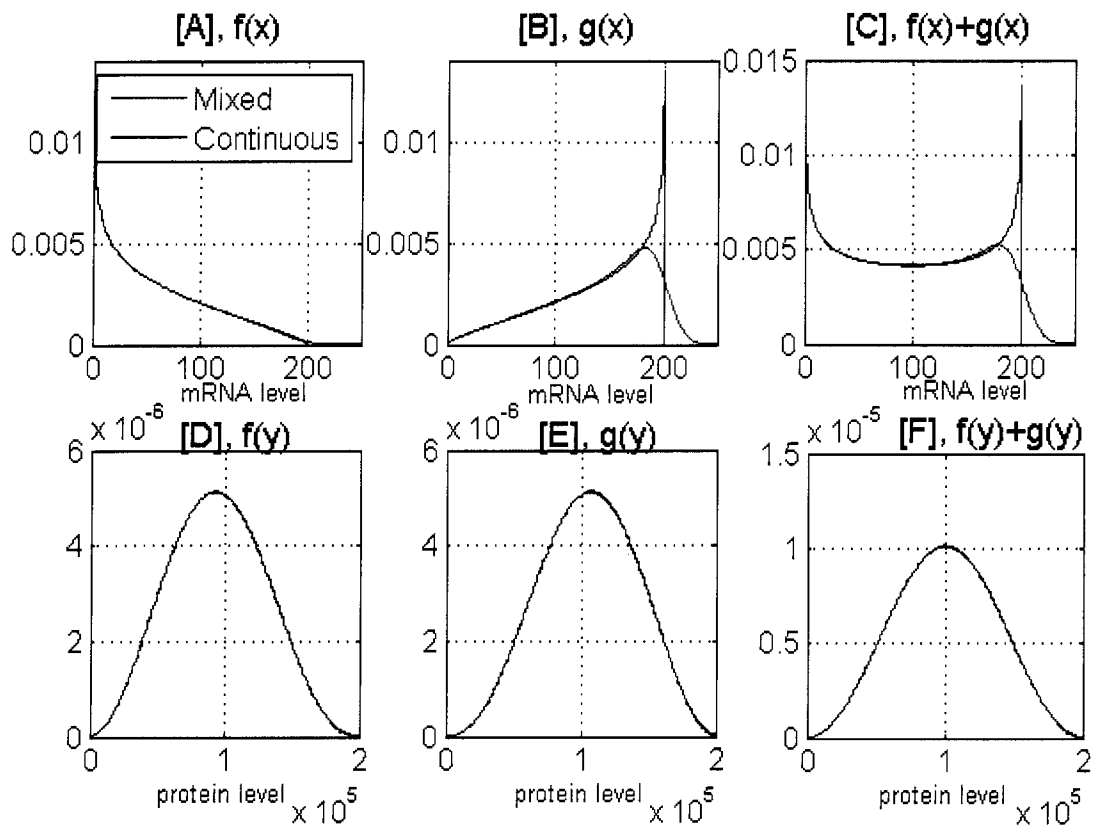 [A], f(x)
[B], g(x)
[C], f(x)+g(x)
Mixed
Continuous
0.01
0.005
0
0
100
200
mRNA level
0.01
0.005
0
0
100
200
mRNA level
0.015
0.01
0.005
0
0
100
200
mRNA level
x 10^-6
[D], f(y)
6
4
2
0
0
1
2
protein level
x 10^5
x 10^-6
[E], g(y)
6
4
2
0
0
1
2
protein level
x 10^5
x 10^-5
[F], f(y)+g(y)
1.5
1
0.5
0
0
1
2
protein level
x 10^5